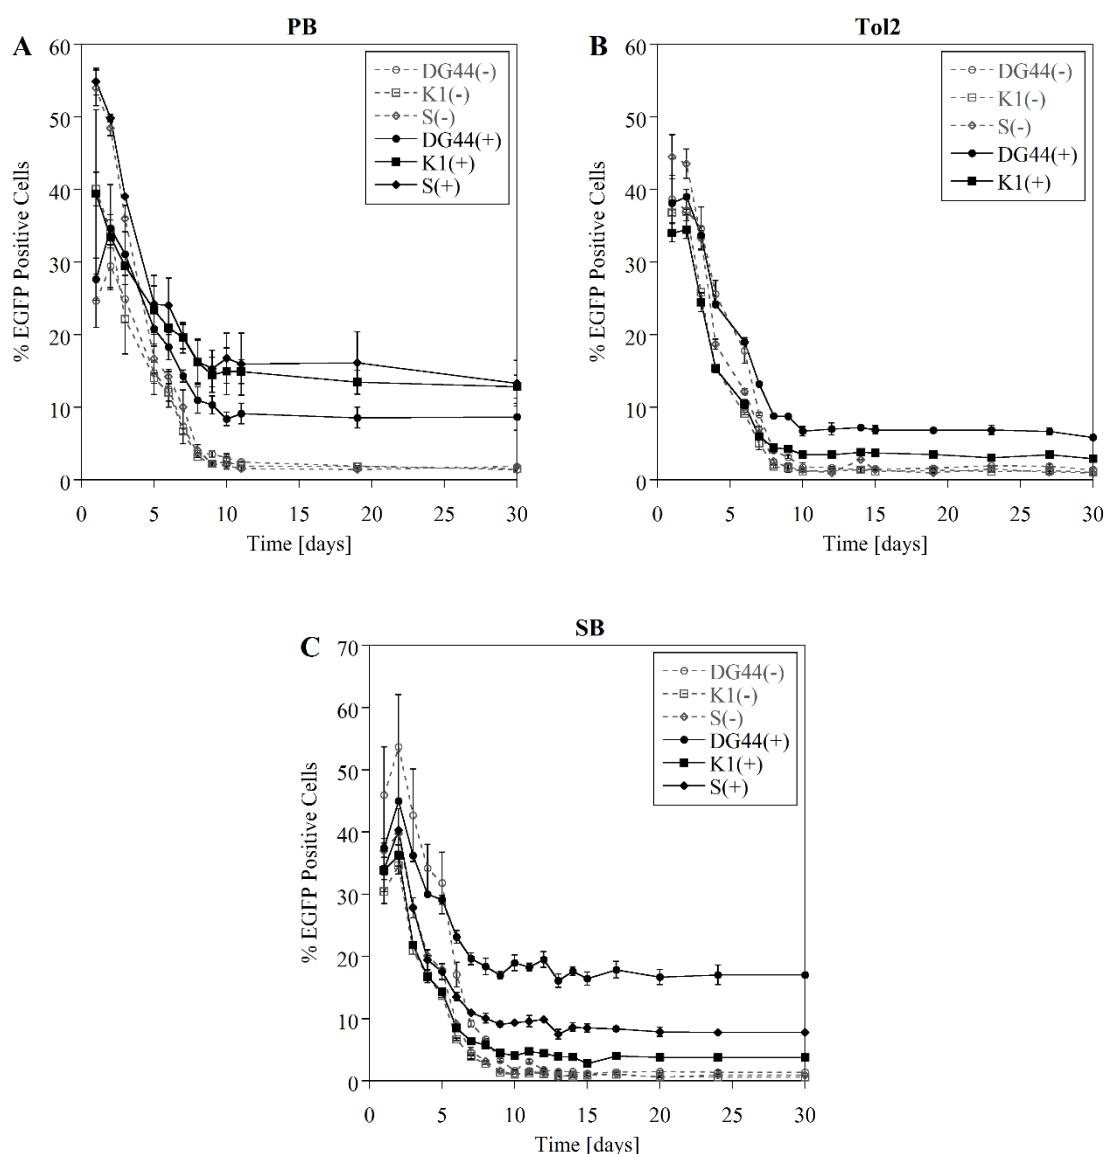 A
PB
60
50
40
30
20
10
0
% EGFP Positive Cells
DG44(-)
K1(-)
S(-)
DG44(+)
K1(+)
S(+)
0 5 10 15 20 25 30
Time [days]
B
Tol2
60
50
40
30
20
10
0
% EGFP Positive Cells
DG44(-)
K1(-)
S(-)
DG44(+)
K1(+)
0 5 10 15 20 25 30
Time [days]
C
SB
70
60
50
40
30
20
10
0
% EGFP Positive Cells
DG44(-)
K1(-)
S(-)
DG44(+)
K1(+)
S(+)
0 5 10 15 20 25 30
Time [days]